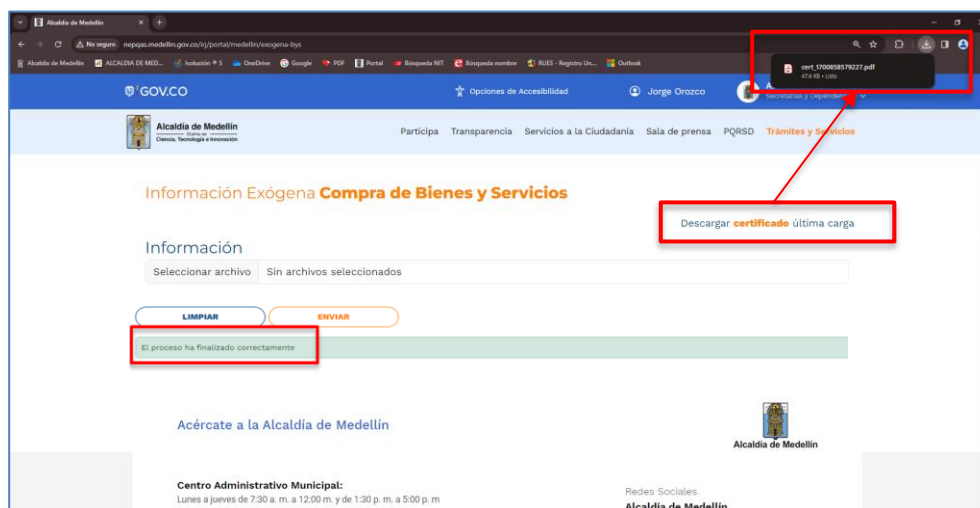 Alcaldía de Medellín
No seguro nepqas.medellin.gov.co/irj/portal/medellin/exogena-bys
Alcaldía de Medellín ALCALDIA DE MED... Isolución ® 5 OneDrive Google PDF Portal Búsqueda NIT Búsqueda nombre RUES - Registro Un... Outlook
cert_1700858579227.pdf
47.6 KB • Listo
GOV.CO Opciones de Accesibilidad Jorge Orozco
Secretarías y Dependencias
Alcaldía de Medellín
Distrito de
Ciencia, Tecnología e Innovación
Participa Transparencia Servicios a la Ciudadanía Sala de prensa PQRSD Trámites y Servicios
Información Exógena Compra de Bienes y Servicios
Descargar certificado última carga
Información
Seleccionar archivo Sin archivos seleccionados
LIMPIAR ENVIAR
El proceso ha finalizado correctamente
Acércate a la Alcaldía de Medellín
Alcaldía de Medellín
Centro Administrativo Municipal:
Lunes a jueves de 7:30 a. m. a 12:00 m. y de 1:30 p. m. a 5:00 p. m
Redes Sociales
Alcaldía de Medellín